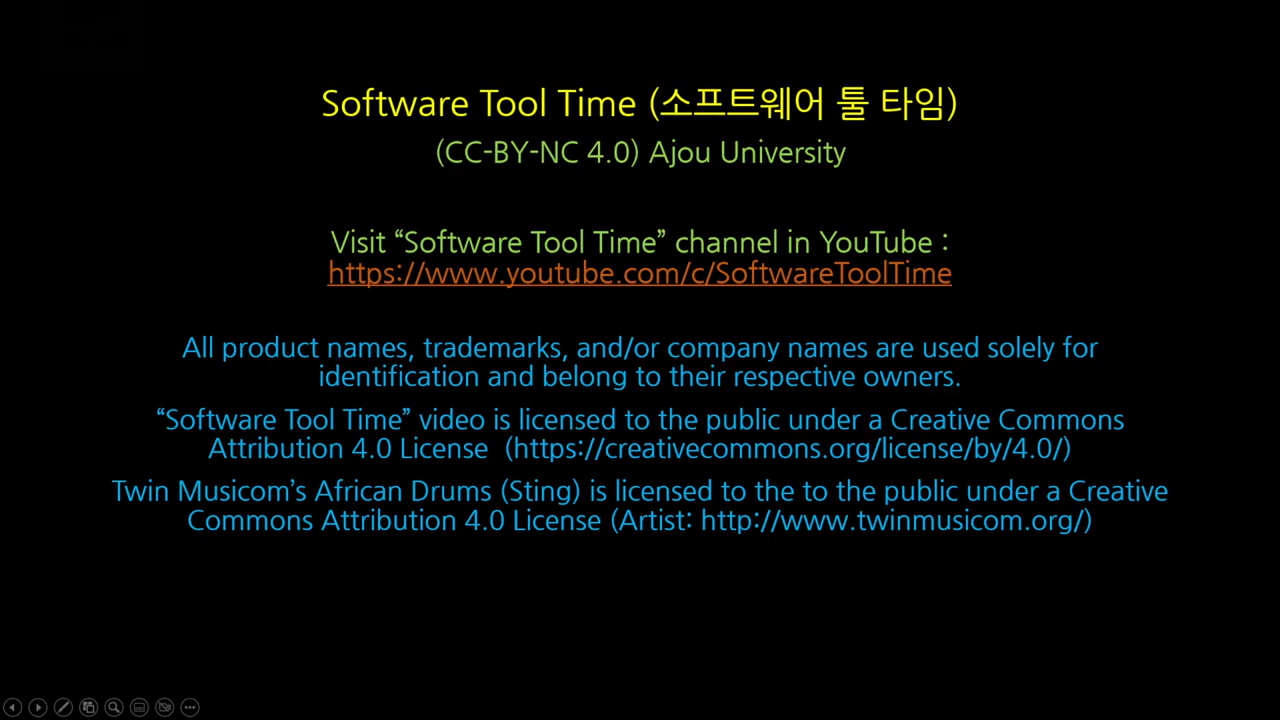 Software Tool Time (소프트웨어 툴 타임)
(CC-BY-NC 4.0) Ajou University
Visit “Software Tool Time” channel in YouTube :
https://www.youtube.com/c/SoftwareToolTime
All product names, trademarks, and/or company names are used solely for
identification and belong to their respective owners.
“Software Tool Time” video is licensed to the public under a Creative Commons
Attribution 4.0 License (https://creativecommons.org/license/by/4.0/)
Twin Musicom’s African Drums (Sting) is licensed to the to the public under a Creative
Commons Attribution 4.0 License (Artist: http://www.twinmusicom.org/)